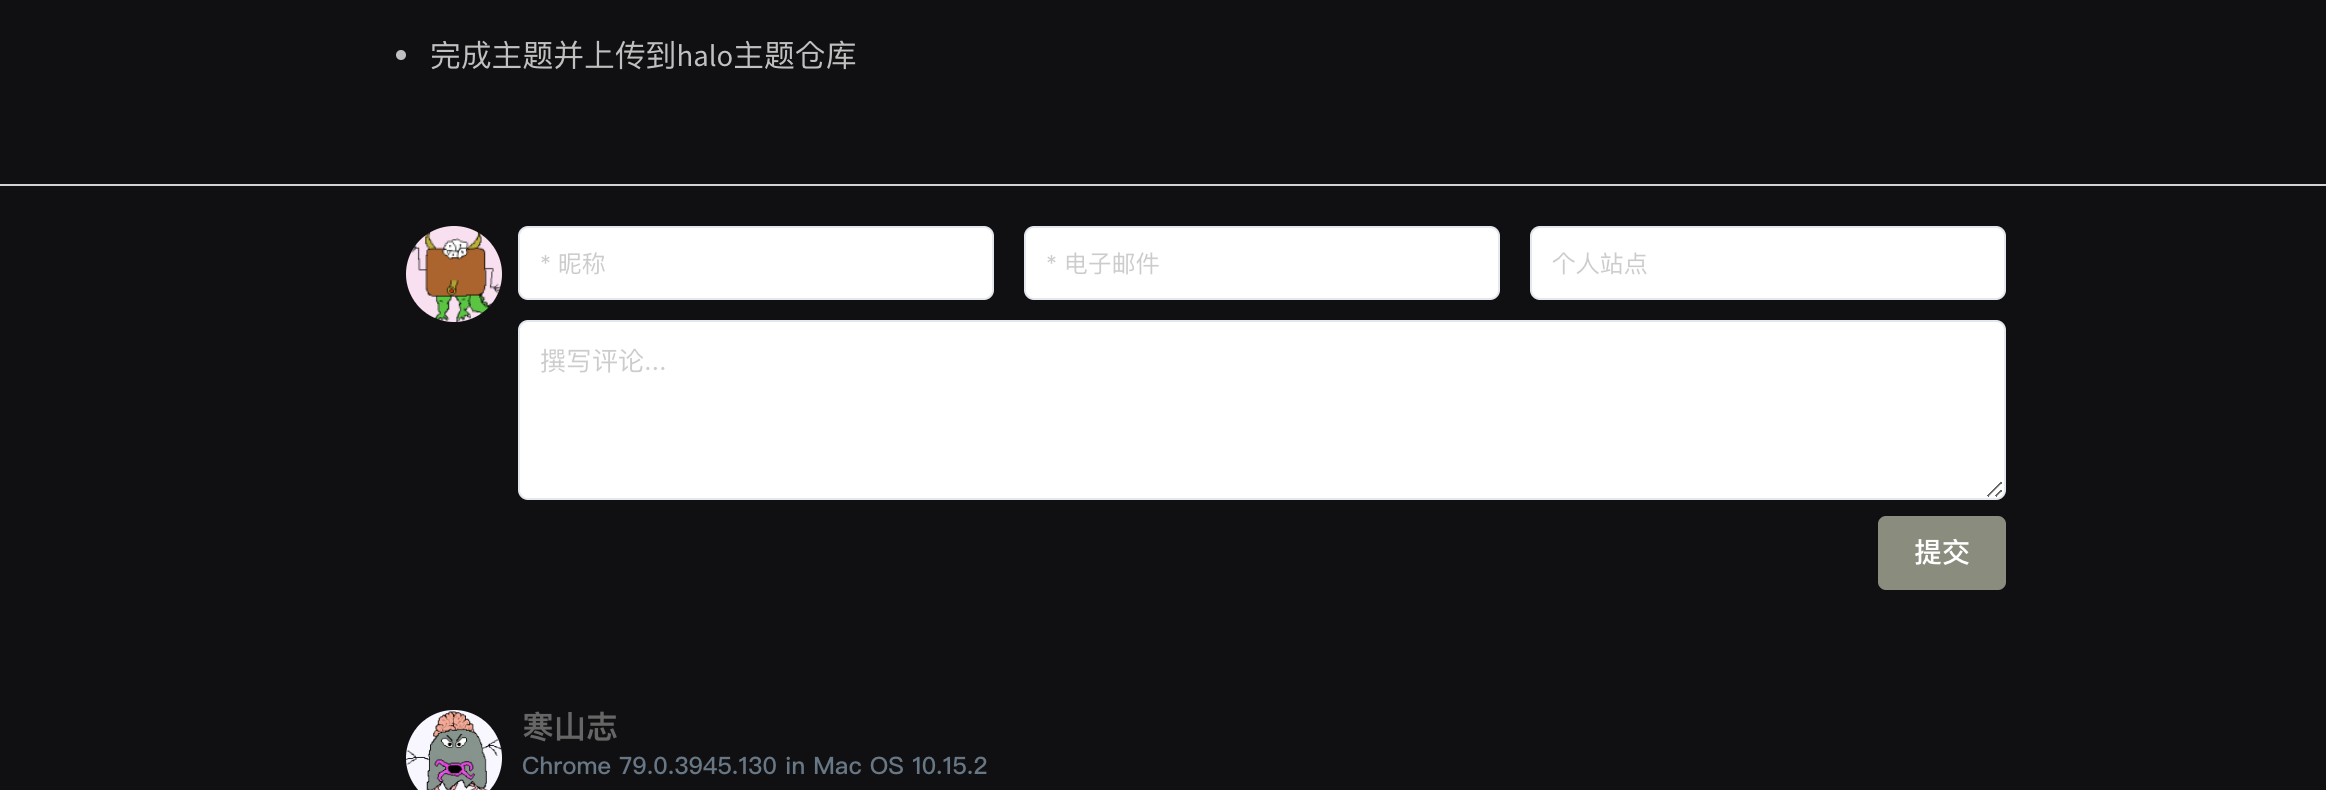 完成主题并上传到halo主题仓库
* 昵称
* 电子邮件
个人站点
撰写评论...
提交
寒山志
Chrome 79.0.3945.130 in Mac OS 10.15.2